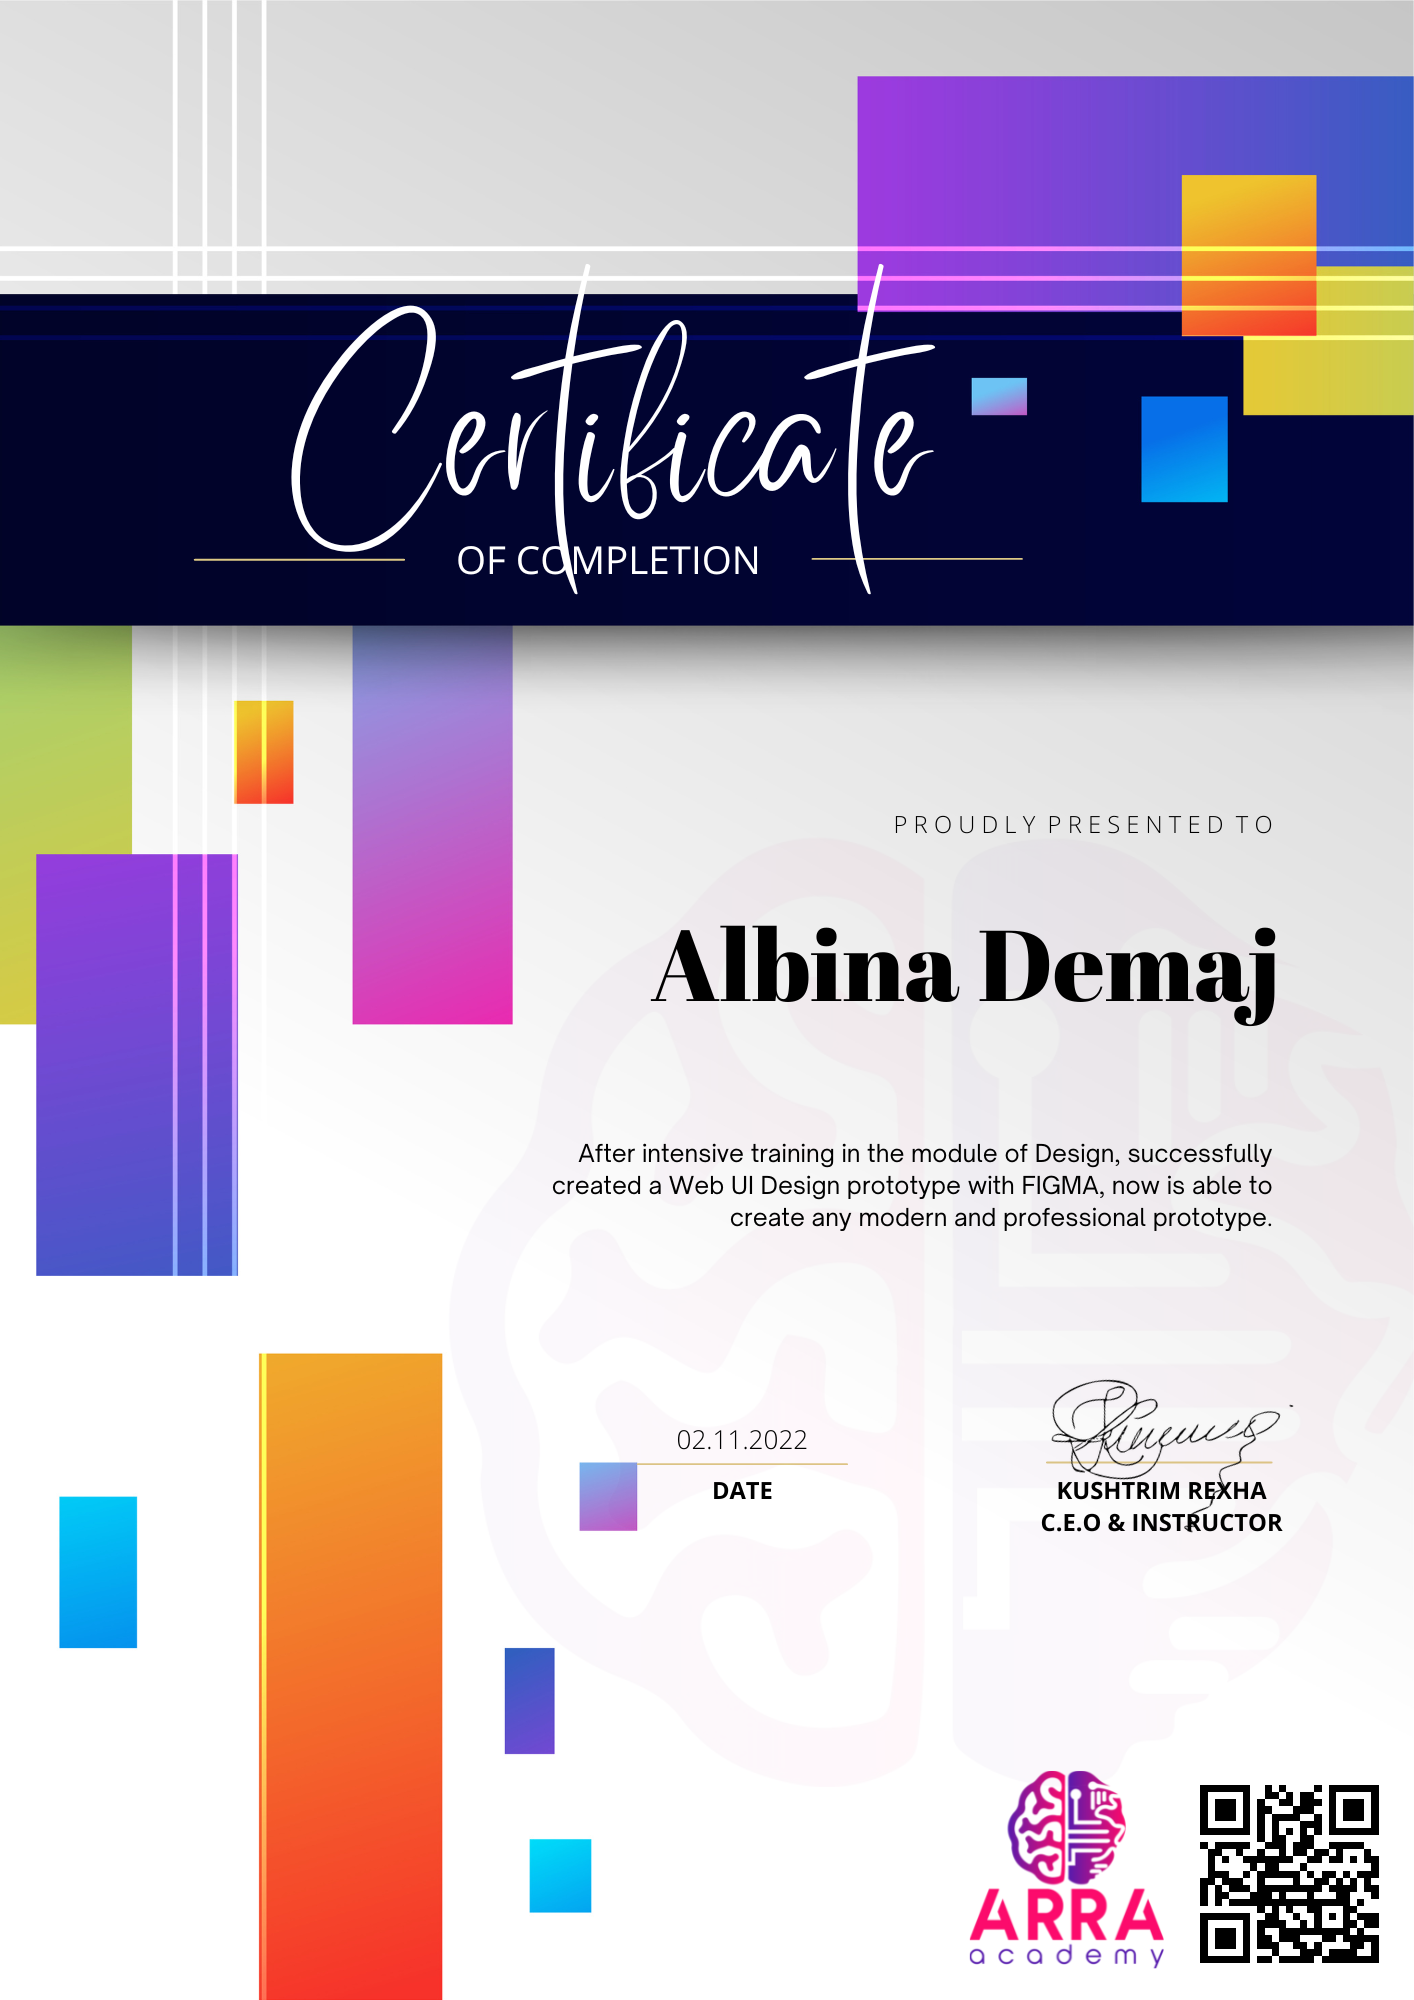 Certificate
OF COMPLETION
PROUDLY PRESENTED TO
Albina Demaj
After intensive training in the module of Design, successfully
created a Web UI Design prototype with FIGMA, now is able to
create any modern and professional prototype.
02.11.2022
DATE
KUSHTRIM REXHA
C.E.O & INSTRUCTOR
ARRA
academy